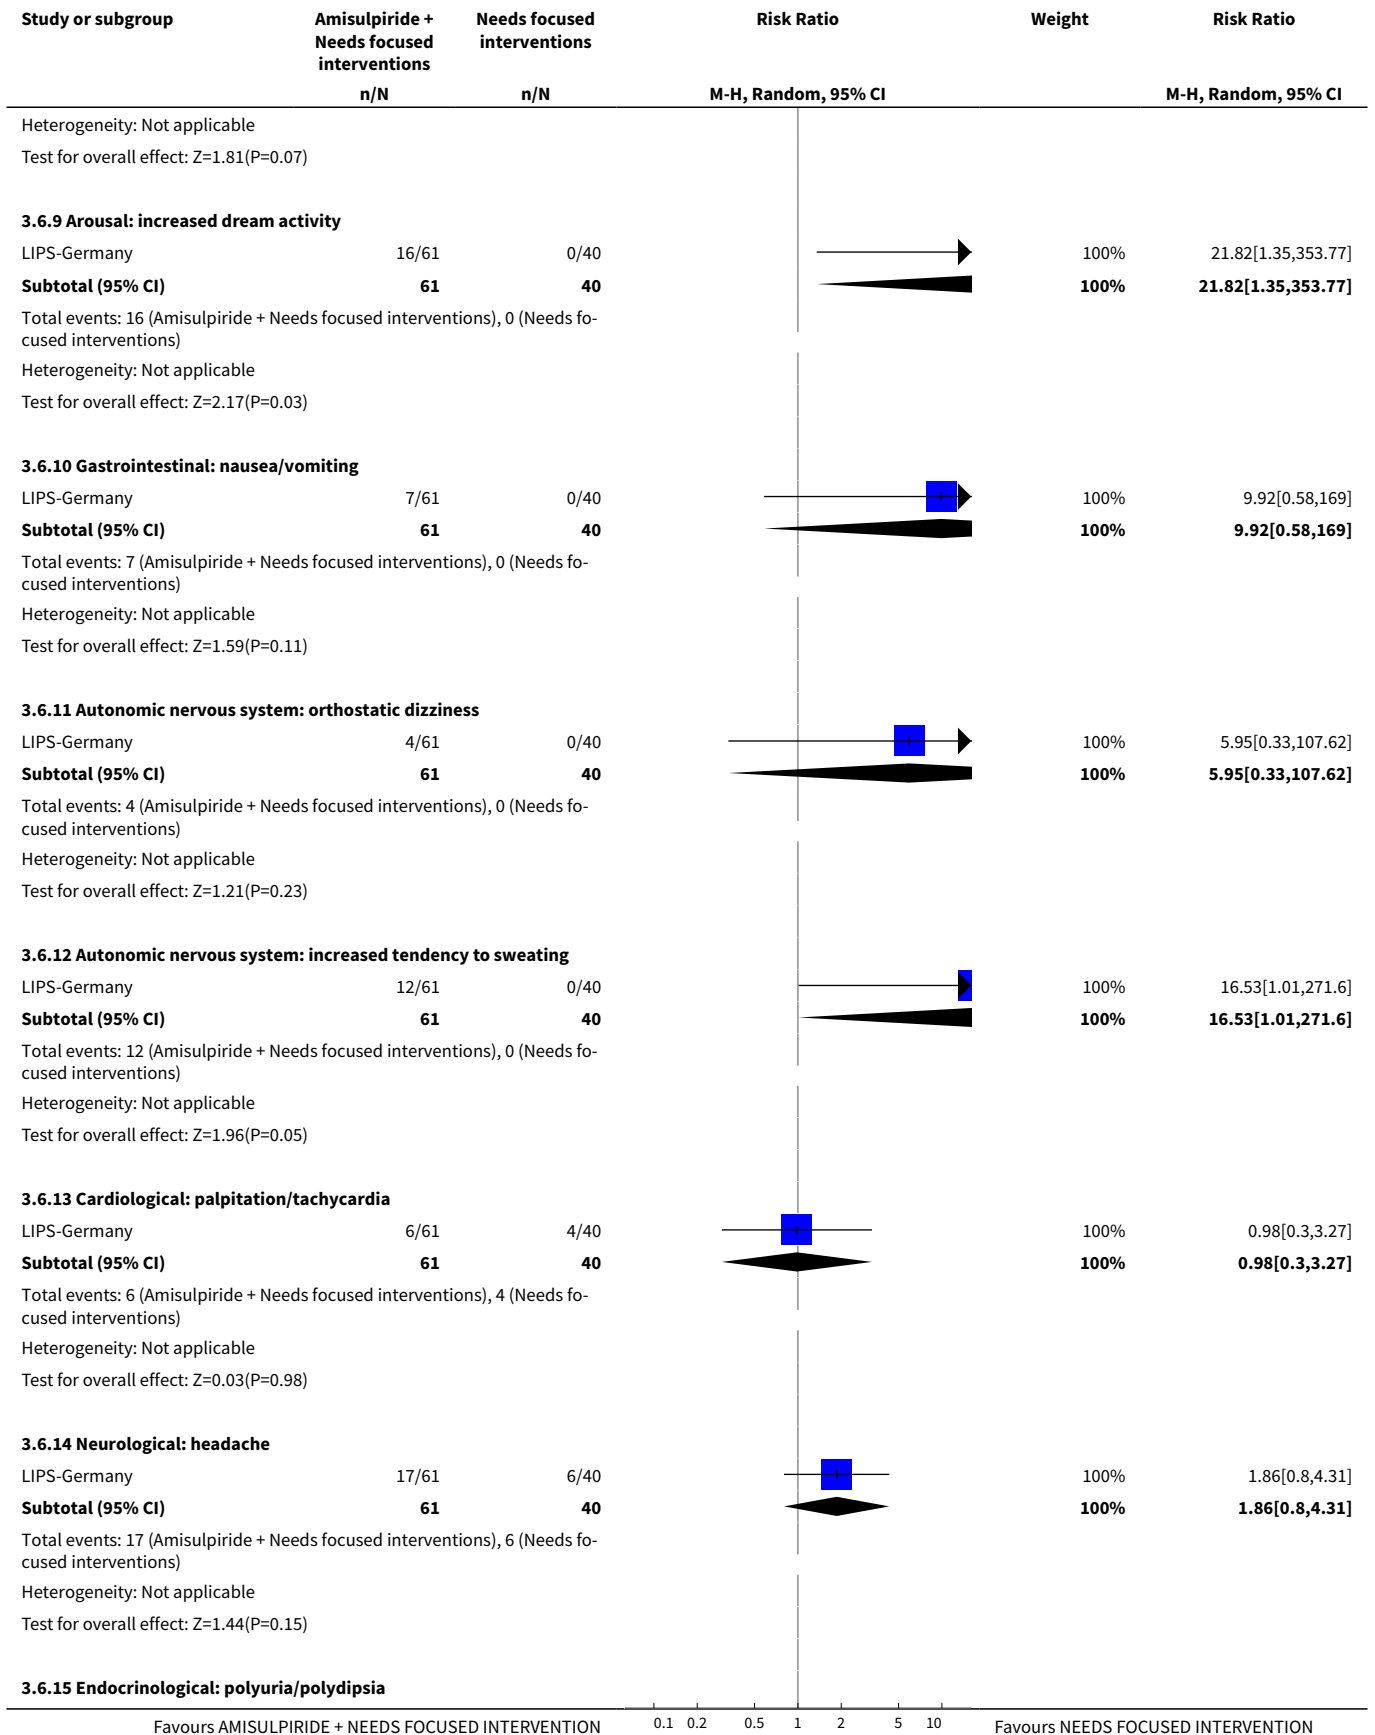 Study or subgroup Amisulpiride + Needs focused Risk Ratio Weight Risk Ratio
Needs focused interventions
interventions
n/N n/N M-H, Random, 95% CI M-H, Random, 95% CI
Heterogeneity: Not applicable
Test for overall effect: Z=1.81(P=0.07)
3.6.9 Arousal: increased dream activity
LIPS-Germany 16/61 0/40 100% 21.82[1.35,353.77]
Subtotal (95% CI) 61 40 100% 21.82[1.35,353.77]
Total events: 16 (Amisulpiride + Needs focused interventions), 0 (Needs fo-
cused interventions)
Heterogeneity: Not applicable
Test for overall effect: Z=2.17(P=0.03)
3.6.10 Gastrointestinal: nausea/vomiting
LIPS-Germany 7/61 0/40 100% 9.92[0.58,169]
Subtotal (95% CI) 61 40 100% 9.92[0.58,169]
Total events: 7 (Amisulpiride + Needs focused interventions), 0 (Needs fo-
cused interventions)
Heterogeneity: Not applicable
Test for overall effect: Z=1.59(P=0.11)
3.6.11 Autonomic nervous system: orthostatic dizziness
LIPS-Germany 4/61 0/40 100% 5.95[0.33,107.62]
Subtotal (95% CI) 61 40 100% 5.95[0.33,107.62]
Total events: 4 (Amisulpiride + Needs focused interventions), 0 (Needs fo-
cused interventions)
Heterogeneity: Not applicable
Test for overall effect: Z=1.21(P=0.23)
3.6.12 Autonomic nervous system: increased tendency to sweating
LIPS-Germany 12/61 0/40 100% 16.53[1.01,271.6]
Subtotal (95% CI) 61 40 100% 16.53[1.01,271.6]
Total events: 12 (Amisulpiride + Needs focused interventions), 0 (Needs fo-
cused interventions)
Heterogeneity: Not applicable
Test for overall effect: Z=1.96(P=0.05)
3.6.13 Cardiological: palpitation/tachycardia
LIPS-Germany 6/61 4/40 100% 0.98[0.3,3.27]
Subtotal (95% CI) 61 40 100% 0.98[0.3,3.27]
Total events: 6 (Amisulpiride + Needs focused interventions), 4 (Needs fo-
cused interventions)
Heterogeneity: Not applicable
Test for overall effect: Z=0.03(P=0.98)
3.6.14 Neurological: headache
LIPS-Germany 17/61 6/40 100% 1.86[0.8,4.31]
Subtotal (95% CI) 61 40 100% 1.86[0.8,4.31]
Total events: 17 (Amisulpiride + Needs focused interventions), 6 (Needs fo-
cused interventions)
Heterogeneity: Not applicable
Test for overall effect: Z=1.44(P=0.15)
3.6.15 Endocrinological: polyuria/polydipsia
Favours AMISULPIRIDE + NEEDS FOCUSED INTERVENTION 0.1 0.2 0.5 1 2 5 10 Favours NEEDS FOCUSED INTERVENTION